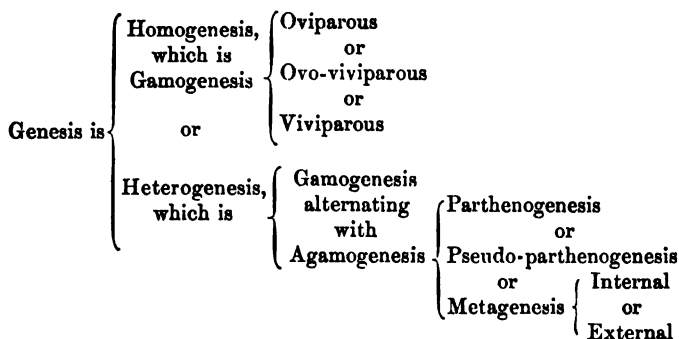 Genesis is
Homogenesis,
which is
Gamogenesis
or
Heterogenesis,
which is
Oviparous
or
Ovo-viviparous
or
Viviparous
Gamogenesis
alternating
with
Agamogenesis
Parthenogenesis
or
Pseudo-parthenogenesis
or
Metagenesis
Internal
or
External